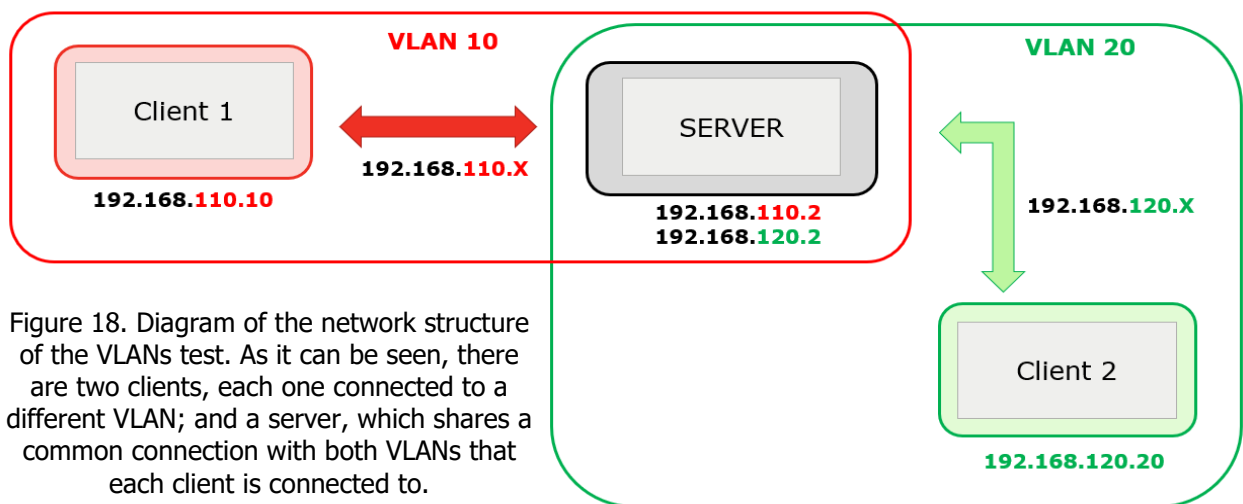 VLAN 10
VLAN 20
Client 1
SERVER
192.168.110.X
192.168.110.10
192.168.110.2
192.168.120.2
192.168.120.X
Figure 18. Diagram of the network structure
of the VLANs test. As it can be seen, there
are two clients, each one connected to a
different VLAN; and a server, which shares a
common connection with both VLANs that
each client is connected to.
Client 2
192.168.120.20